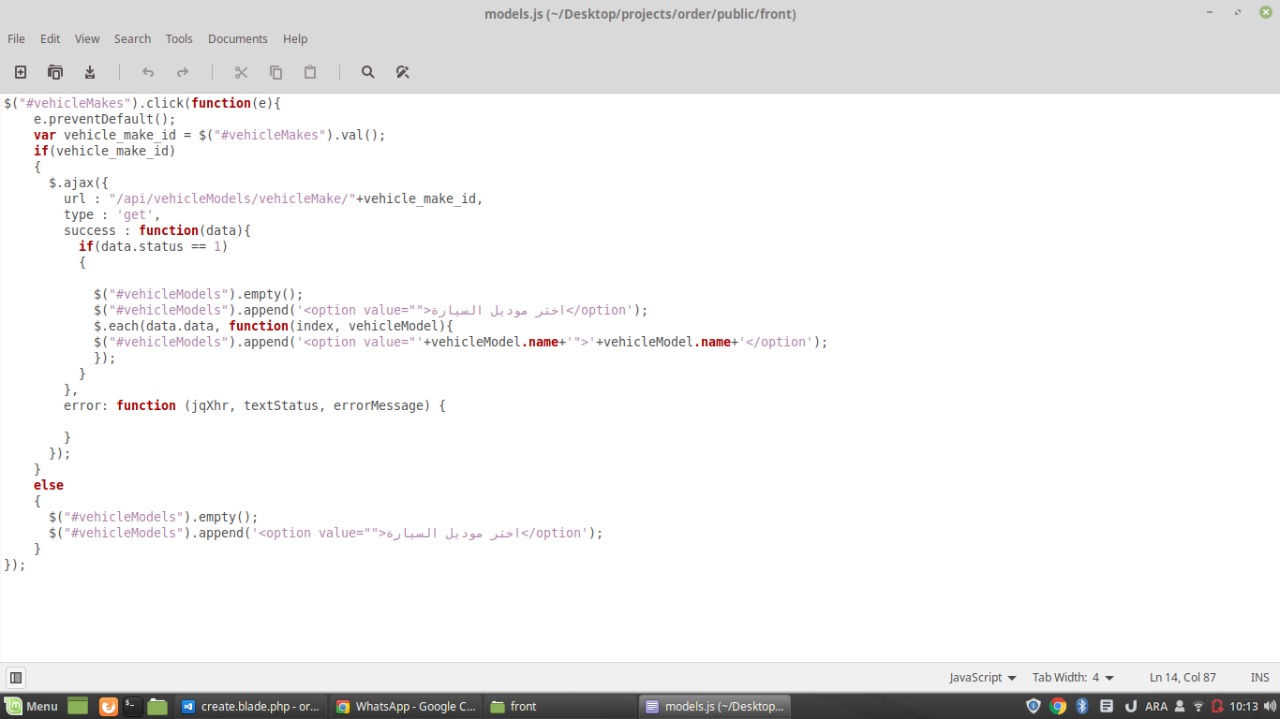 models.js (~/Desktop/projects/order/public/front)
File Edit View Search Tools Documents Help
$("#vehicleMakes").click(function(e){
    e.preventDefault();
    var vehicle_make_id = $("#vehicleMakes").val();
    if(vehicle_make_id)
    {
      $.ajax({
        url : "/api/vehicleModels/vehicleMake/"+vehicle_make_id,
        type : 'get',
        success : function(data){
          if(data.status == 1)
          {
            $("#vehicleModels").empty();
            $("#vehicleModels").append('<option value="">اختر موديل السيارة</option');
            $.each(data.data, function(index, vehicleModel){
            $("#vehicleModels").append('<option value="'+vehicleModel.name+'">'+vehicleModel.name+'</option');
            });
          }
        },
        error: function (jqXhr, textStatus, errorMessage) {
        }
      });
    }
    else
    {
      $("#vehicleModels").empty();
      $("#vehicleModels").append('<option value="">اختر موديل السيارة</option');
    }
});
JavaScript Tab Width: 4 Ln 14, Col 87 INS
Menu create.blade.php - or... WhatsApp - Google C... front models.js (~/Desktop... ARA 10:13